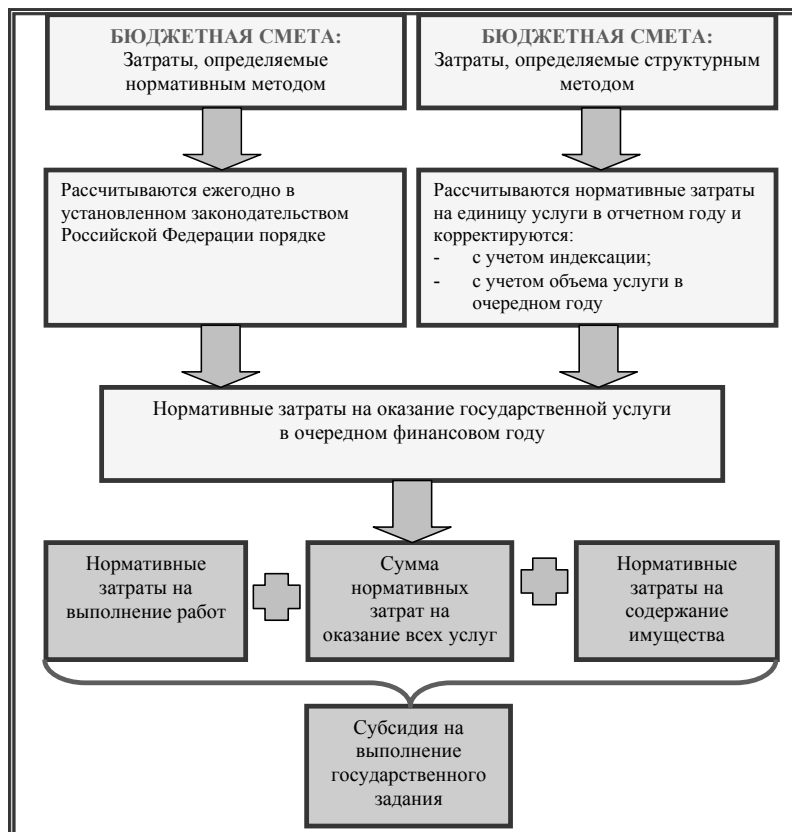 БЮДЖЕТНАЯ СМЕТА:
Затраты, определяемые
нормативным методом
БЮДЖЕТНАЯ СМЕТА:
Затраты, определяемые структурным
методом
Рассчитываются ежегодно в
установленном законодательством
Российской Федерации порядке
Рассчитываются нормативные затраты
на единицу услуги в отчетном году и
корректируются:
- с учетом индексации;
- с учетом объема услуги в
очередном году
Нормативные затраты на оказание государственной услуги
в очередном финансовом году
Нормативные
затраты на
выполнение работ
Сумма
нормативных
затрат на
оказание всех услуг
Нормативные
затраты на
содержание
имущества
Субсидия на
выполнение
государственного
задания